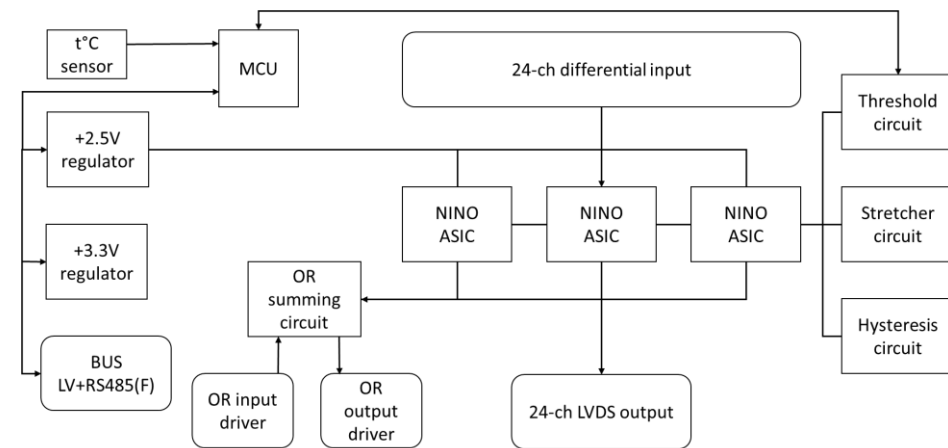 t°C
sensor
MCU
24-ch differential input
Threshold
circuit
+2.5V
regulator
NINO
ASIC
NINO
ASIC
NINO
ASIC
Stretcher
circuit
+3.3V
regulator
OR
summing
circuit
Hysteresis
circuit
BUS
LV+RS485(F)
OR input
driver
OR
output
driver
24-ch LVDS output